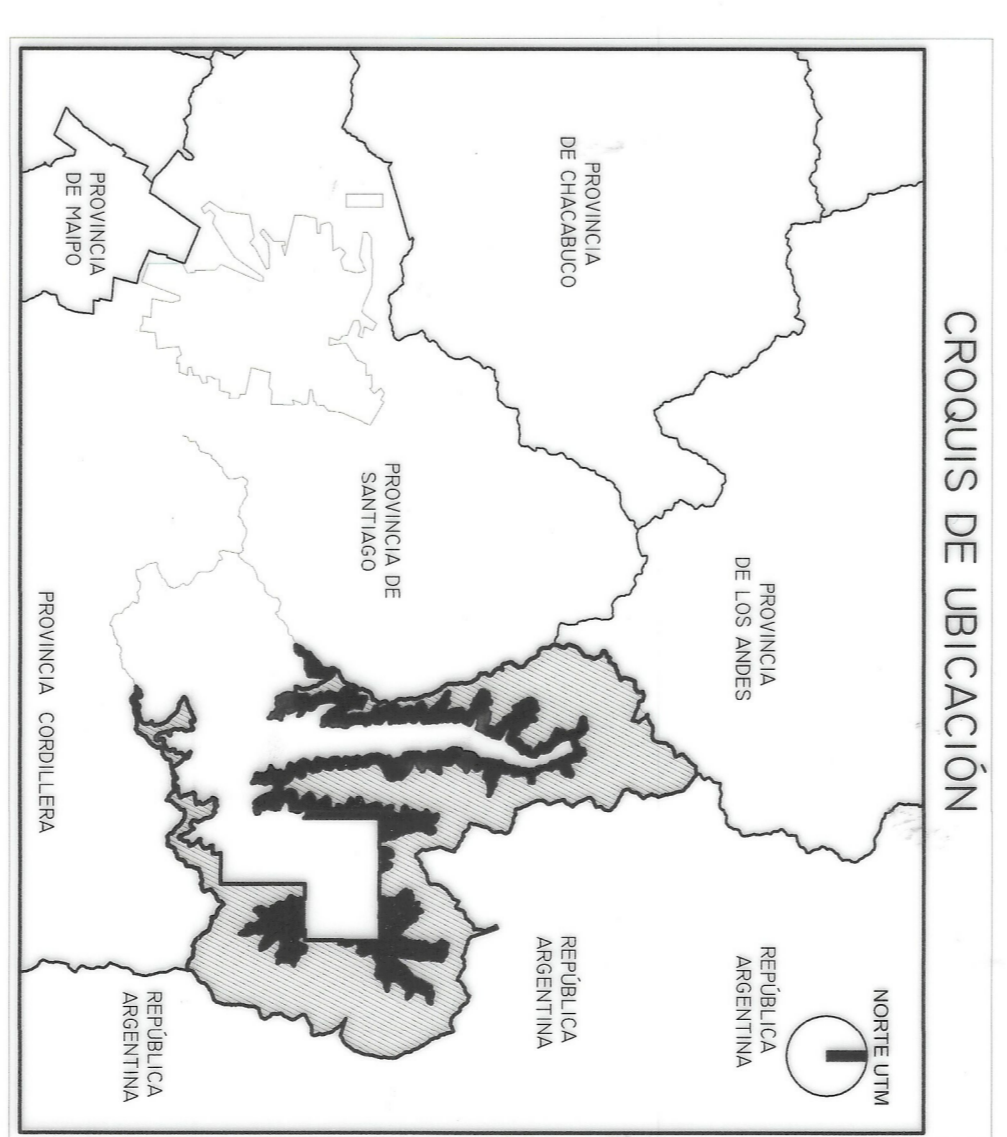 CROQUIS DE UBICACIÓN
NORTE UTM
PROVINCIA
DE CHACABUCO
PROVINCIA
DE LOS ANDES
REPÚBLICA
ARGENTINA
REPÚBLICA
ARGENTINA
PROVINCIA DE
SANTIAGO
PROVINCIA
DE MAIPO
PROVINCIA CORDILLERA
REPÚBLICA
ARGENTINA